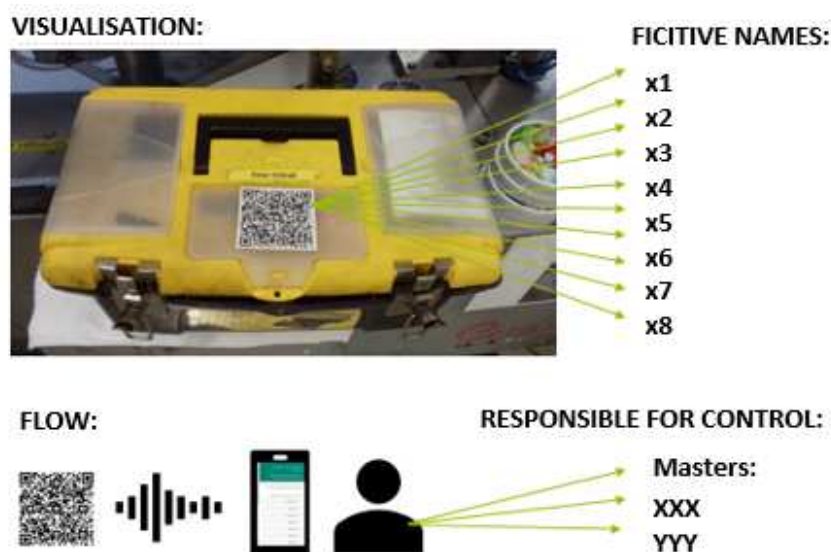 VISUALISATION:
FICITIVE NAMES:
x1
x2
x3
x4
x5
x6
x7
x8
FLOW:
RESPONSIBLE FOR CONTROL:
Masters:
XXX
YYY